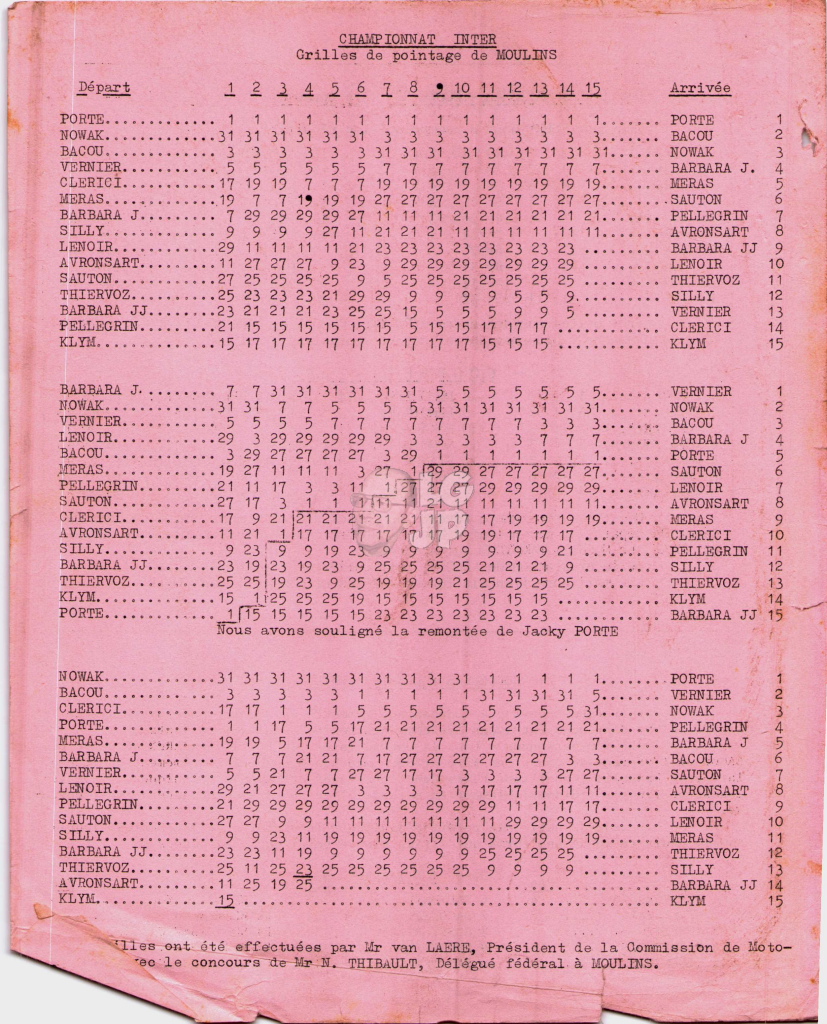 CHAMPIONNAT INTER
Grilles de pointage de MOULINS
Départ 1 2 3 4 5 6 7 8 9 10 11 12 13 14 15 Arrivée
PORTE.............. 1 1 1 1 1 1 1 1 1 1 1 1 1 1 1....... PORTE 1
NOWAK..............31 31 31 31 31 31 3 3 3 3 3 3 3 3 3....... BACOU 2
BACOU.............. 3 3 3 3 3 3 31 31 31 31 31 31 31 31 31...... NOWAK 3
VERNIER............ 5 5 5 5 5 5 7 7 7 7 7 7 7 7 7....... BARBARA J. 4
CLERICI............17 19 19 7 7 7 19 19 19 19 19 19 19 19 19....... MERAS 5
MERAS..............19 7 7 19 19 19 27 27 27 27 27 27 27 27 27....... SAUTON 6
BARBARA J.......... 7 29 29 29 29 27 11 11 11 21 21 21 21 21 21....... PELLEGRIN 7
SILLY.............. 9 9 9 9 27 11 21 21 21 11 11 11 11 11 11....... AVRONSART 8
LENOIR.............29 11 11 11 11 21 23 23 23 23 23 23 23 23 .......... BARBARA JJ 9
AVRONSART..........11 27 27 27 9 23 9 29 29 29 29 29 29 29 .......... LENOIR 10
SAUTON.............27 25 25 25 25 9 5 25 25 25 25 25 25 25 .......... THIERVOZ 11
THIERVOZ...........25 23 23 23 21 29 29 9 9 9 9 5 5 9.......... SILLY 12
BARBARA JJ.........23 21 21 21 23 25 25 15 5 5 5 9 9 5 .......... VERNIER 13
PELLEGRIN..........21 15 15 15 15 15 15 5 15 15 17 17 17 ............. CLERICI 14
KLYM...............15 17 17 17 17 17 17 17 17 17 15 15 15 ............. KLYM 15
BARBARA J. ........ 7 7 31 31 31 31 31 31 5 5 5 5 5 5 5....... VERNIER 1
NOWAK..............31 31 7 7 5 5 5 5 31 31 31 31 31 31 31....... NOWAK 2
VERNIER............ 5 5 5 5 7 7 7 7 7 7 7 7 3 3 3....... BACOU 3
LENOIR.............29 3 29 29 29 29 29 3 3 3 3 3 7 7 7....... BARBARA J 4
BACOU.............. 3 29 27 27 27 27 3 29 1 1 1 1 1 1 1....... PORTE 5
MERAS..............19 27 11 11 11 3 27 1 29 29 27 27 27 27 27....... SAUTON 6
PELLEGRIN..........21 11 17 3 3 11 1 27 27 27 29 29 29 29 29....... LENOIR 7
SAUTON.............27 17 3 1 1 1 11 11 21 11 11 11 11 11....... AVRONSART 8
CLERICI............17 9 21 21 21 21 21 21 11 17 17 19 19 19 19....... MERAS 9
AVRONSART..........11 21 1 17 17 17 17 19 19 17 17 17 .......... CLERICI 10
SILLY.............. 9 23 9 9 19 23 9 9 9 9 9 9 9 21 .......... PELLEGRIN 11
BARBARA JJ.........23 19 23 19 23 9 25 25 25 25 21 21 21 9 .......... SILLY 12
THIERVOZ...........25 25 19 23 9 25 19 19 19 21 25 25 25 25 .......... THIERVOZ 13
KLYM...............15 1 25 25 25 19 15 15 15 15 15 15 15 ............. KLYM 14
PORTE.............. 1 15 15 15 15 15 23 23 23 23 23 23 23 ............. BARBARA JJ 15
Nous avons souligné la remontée de Jacky PORTE
NOWAK..............31 31 31 31 31 31 31 31 31 31 1 1 1 1 1....... PORTE 1
BACOU.............. 3 3 3 3 3 1 1 1 1 1 31 31 31 31 5....... VERNIER 2
CLERICI............17 17 1 1 1 5 5 5 5 5 5 5 5 5 31....... NOWAK 3
PORTE.............. 1 1 17 5 5 17 21 21 21 21 21 21 21 21 21....... PELLEGRIN 4
MERAS..............19 19 5 17 17 21 7 7 7 7 7 7 7 7 7....... BARBARA J 5
BARBARA J.......... 7 7 7 21 21 7 17 27 27 27 27 27 27 3 3....... BACOU 6
VERNIER............ 5 5 21 7 7 27 27 17 17 3 3 3 3 27 27....... SAUTON 7
LENOIR.............29 21 27 27 27 3 3 3 3 17 17 17 17 11 11....... AVRONSART 8
PELLEGRIN..........21 29 29 29 29 29 29 29 29 29 29 11 11 17 17....... CLERICI 9
SAUTON.............27 27 9 9 11 11 11 11 11 11 11 29 29 29 29....... LENOIR 10
SILLY.............. 9 9 23 11 19 19 19 19 19 19 19 19 19 19 19....... MERAS 11
BARBARA JJ.........23 23 11 19 9 9 9 9 9 9 25 25 25 25 .......... THIERVOZ 12
THIERVOZ...........25 11 25 23 25 25 25 25 25 25 9 9 9 9 .......... SILLY 13
AVRONSART..........11 25 19 25 ........................................ BARBARA JJ 14
KLYM...............15 ................................................. KLYM 15
illes ont été effectuées par Mr van LAERE, Président de la Commission de Moto-
vec le concours de Mr N. THIBAULT, Délégué fédéral à MOULINS.